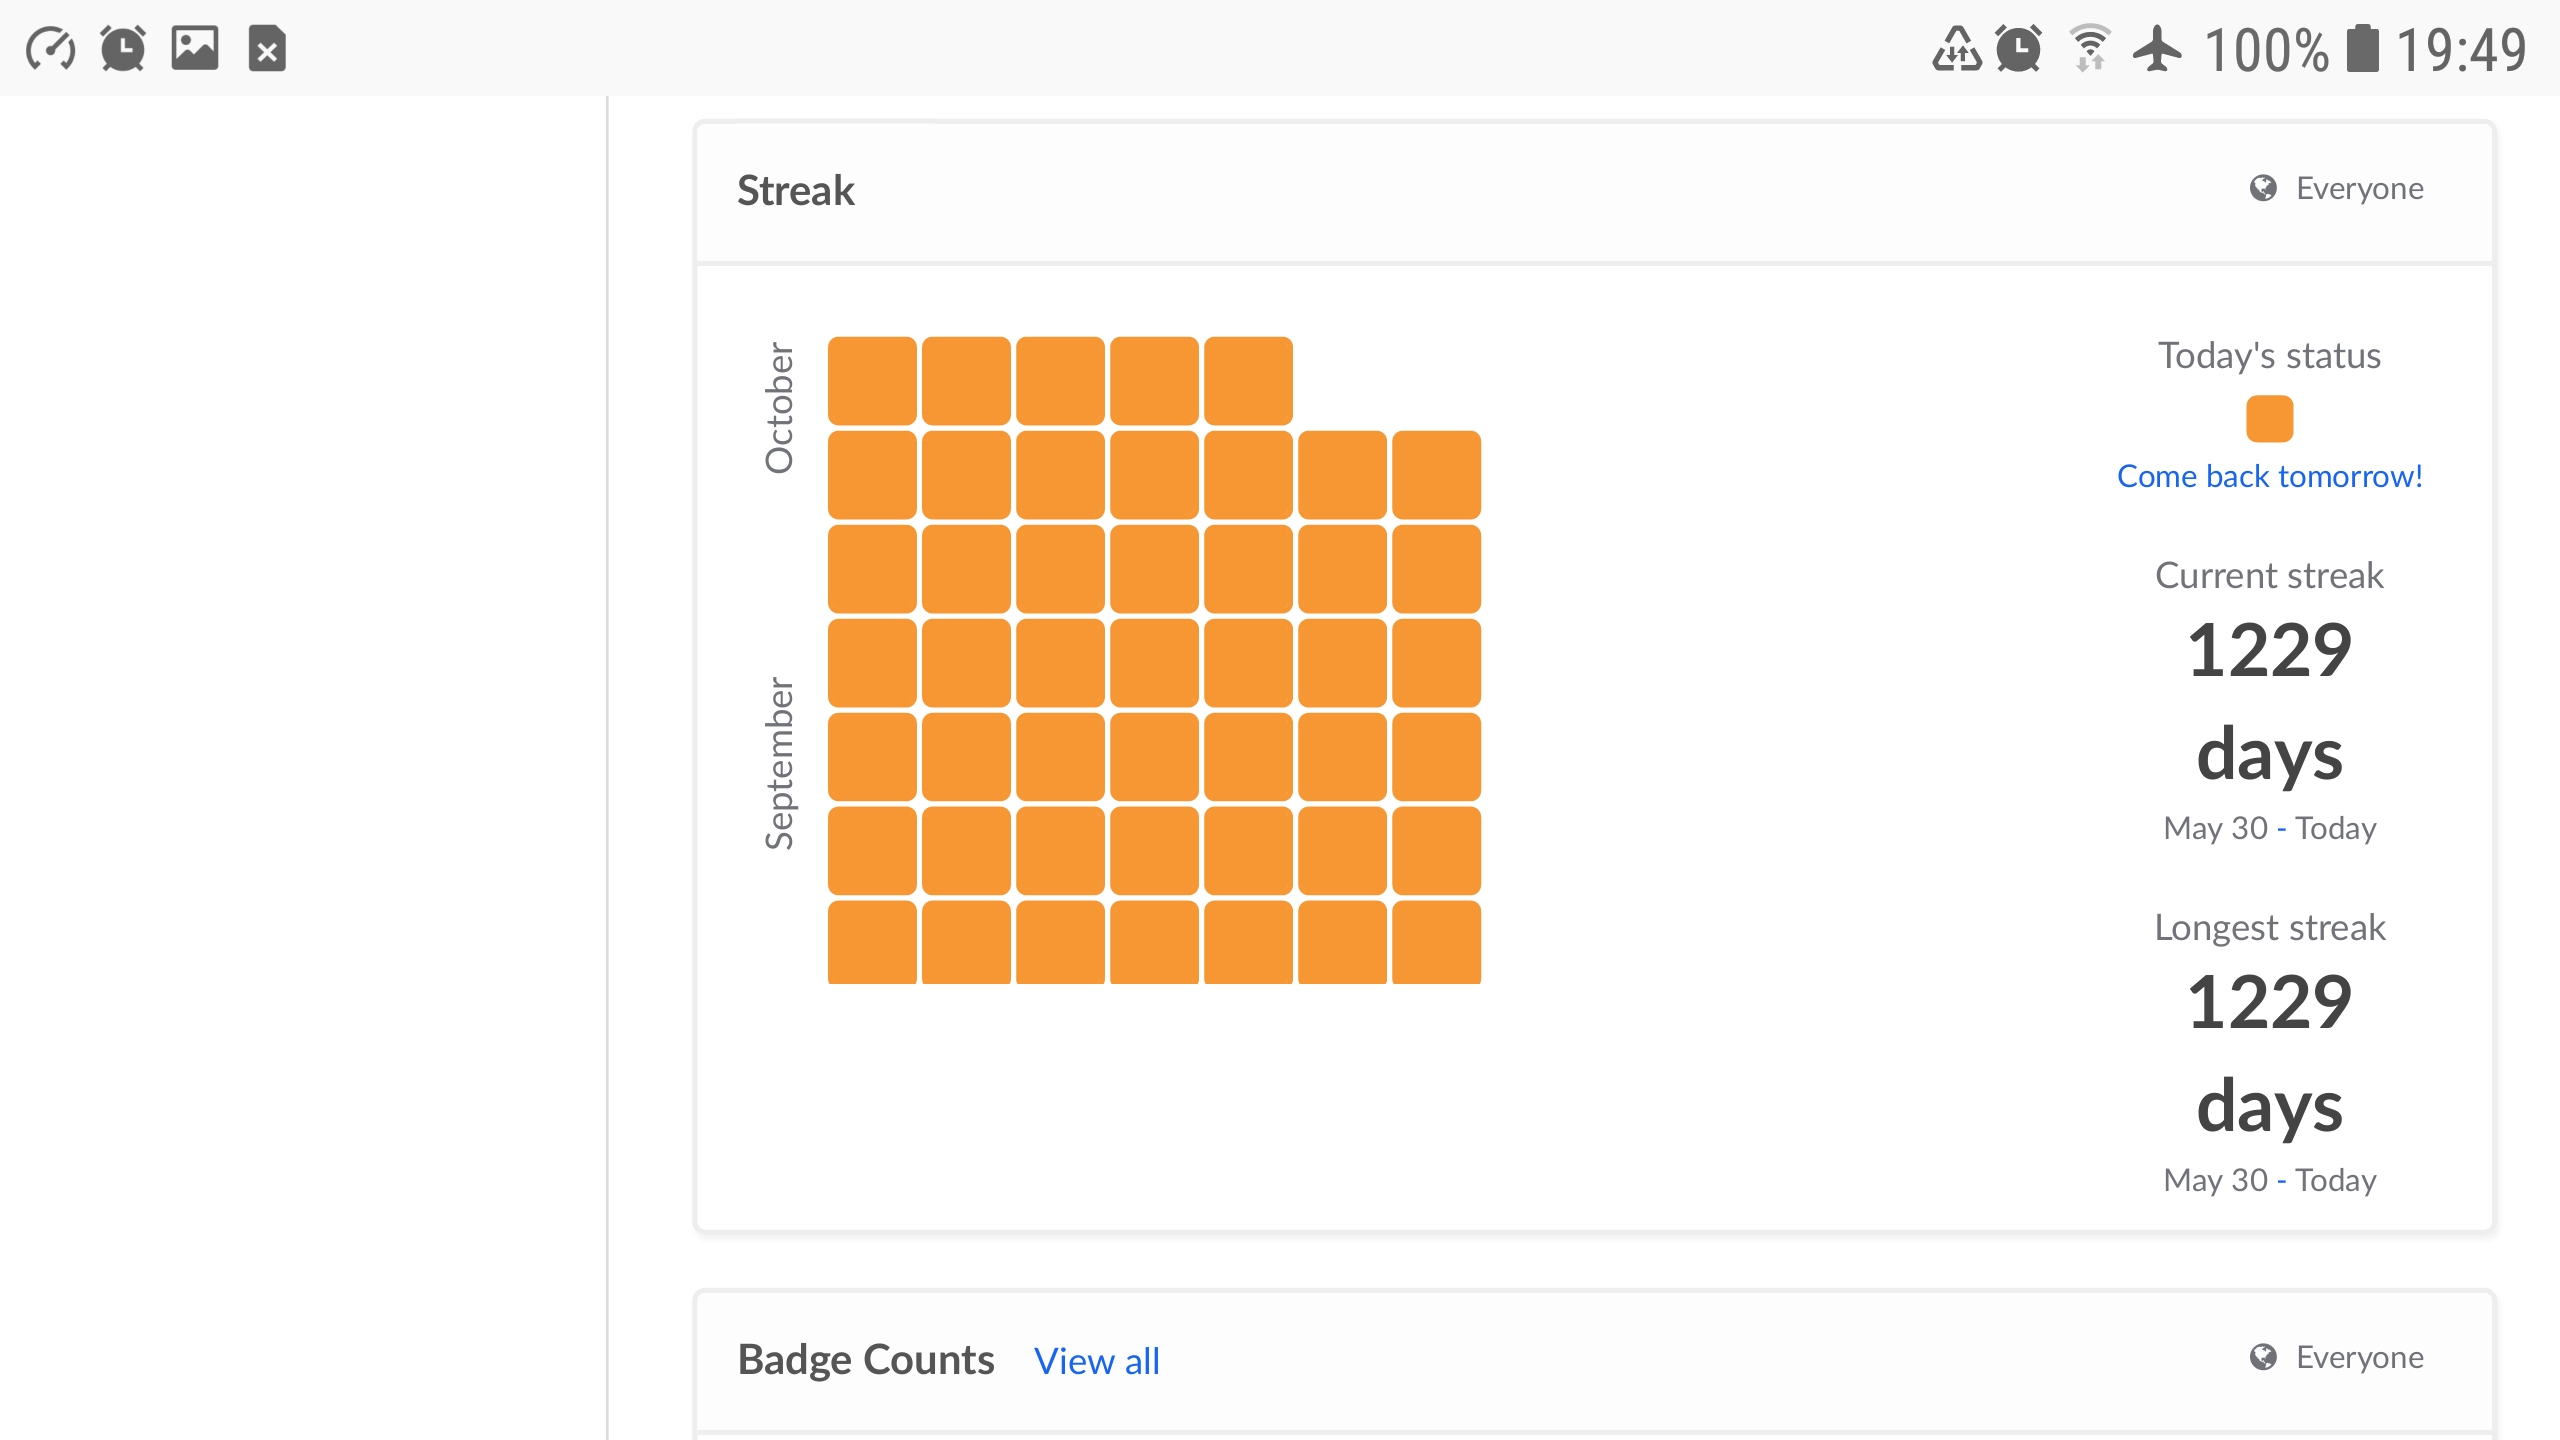 100% 19:49
Streak
Everyone
October
September
Today's status
Come back tomorrow!
Current streak
1229
days
May 30 - Today
Longest streak
1229
days
May 30 - Today
Badge Counts View all
Everyone